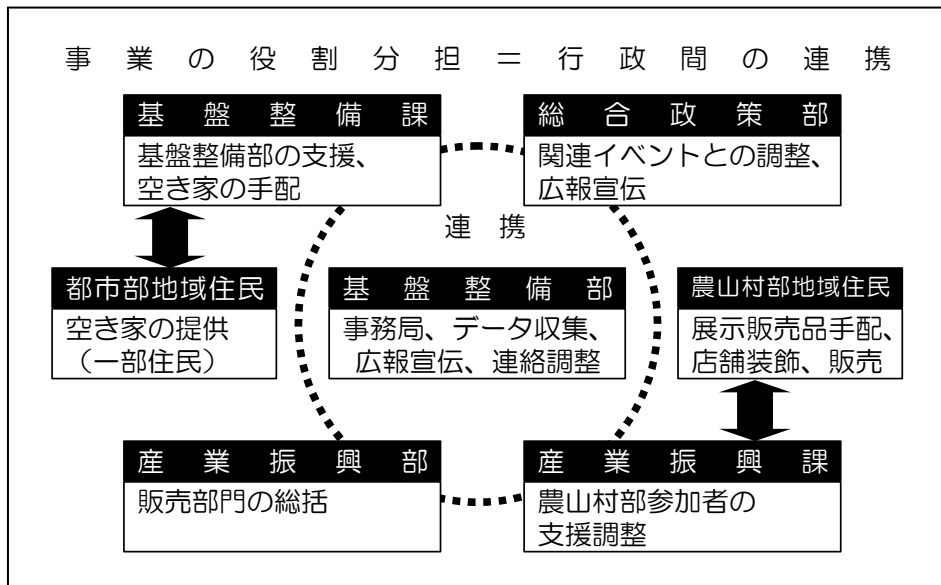 事業の役割分担＝行政間の連携
基盤整備課
基盤整備部の支援、
空き家の手配
総合政策部
関連イベントとの調整、
広報宣伝
連携
都市部地域住民
空き家の提供
（一部住民）
基盤整備部
事務局、データ収集、
広報宣伝、連絡調整
農山村部地域住民
展示販売品手配、
店舗装飾、販売
産業振興部
販売部門の総括
産業振興課
農山村部参加者の
支援調整